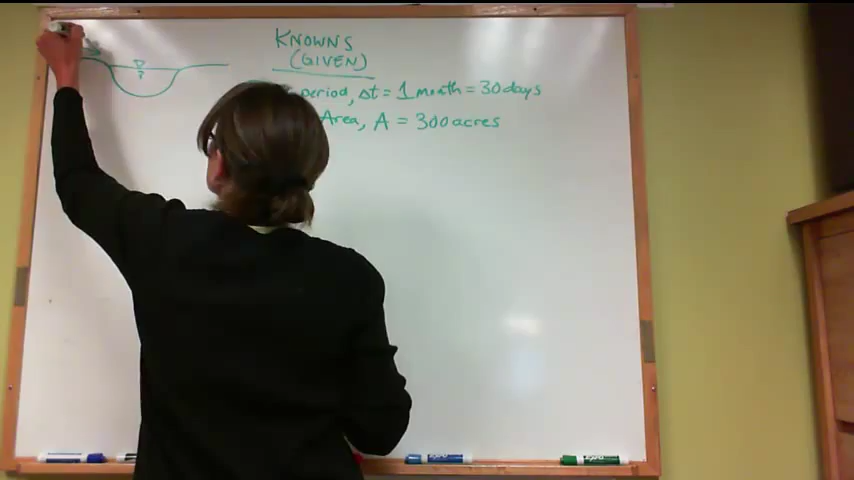 KNOWNS
(GIVEN)
period, Δt = 1 month = 30 days
Area, A = 300 acres